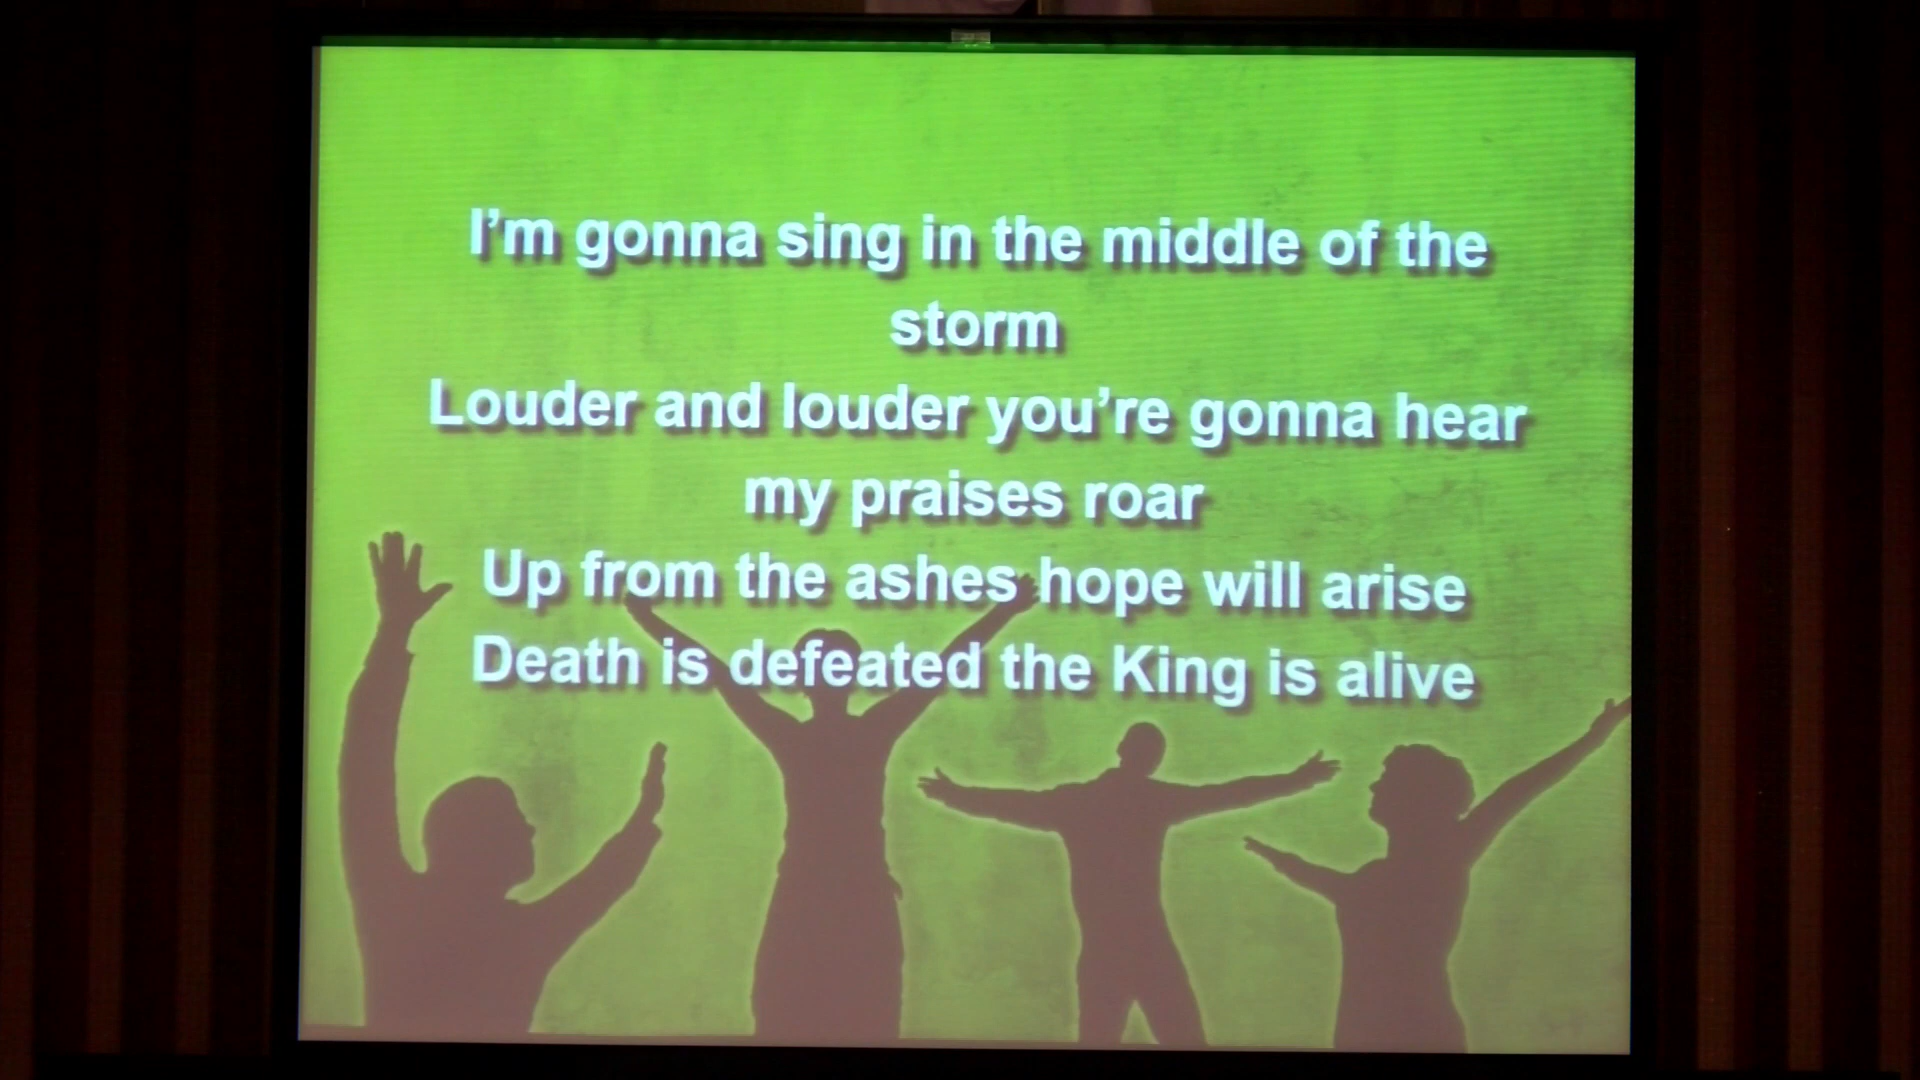 I’m gonna sing in the middle of the
storm
Louder and louder you’re gonna hear
my praises roar
Up from the ashes hope will arise
Death is defeated the King is alive